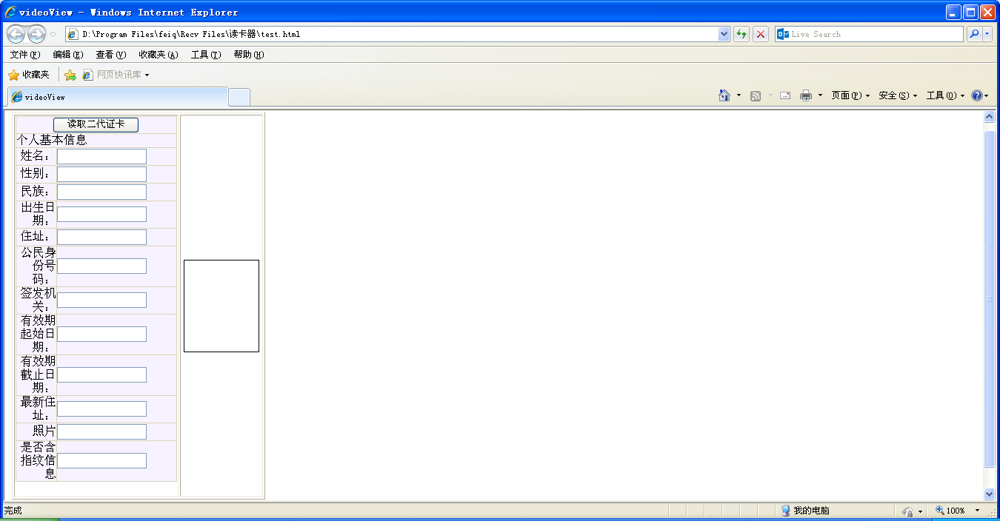 videoView - Windows Internet Explorer
D:\Program Files\feiq\Recv Files\读卡器\test.html
Live Search
文件(F) 编辑(E) 查看(V) 收藏夹(A) 工具(T) 帮助(H)
收藏夹 网页快讯库
videoView
页面(P) 安全(S) 工具(O)
读取二代证卡
个人基本信息
姓名:
性别:
民族:
出生日
期:
住址:
公民身
份号
码:
签发机
关:
有效期
起始日
期:
有效期
截止日
期:
最新住
址:
照片
是否含
指纹信
息
完成 我的电脑 100%